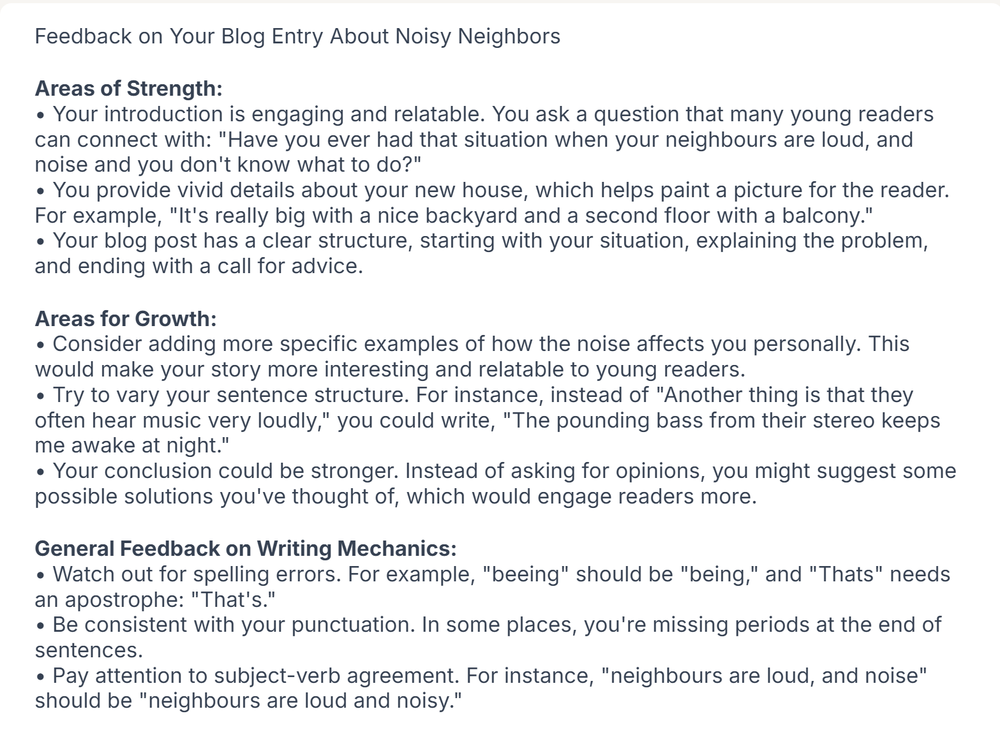 Feedback on Your Blog Entry About Noisy Neighbors
Areas of Strength:
• Your introduction is engaging and relatable. You ask a question that many young readers
can connect with: "Have you ever had that situation when your neighbours are loud, and
noise and you don't know what to do?"
• You provide vivid details about your new house, which helps paint a picture for the reader.
For example, "It's really big with a nice backyard and a second floor with a balcony."
• Your blog post has a clear structure, starting with your situation, explaining the problem,
and ending with a call for advice.
Areas for Growth:
• Consider adding more specific examples of how the noise affects you personally. This
would make your story more interesting and relatable to young readers.
• Try to vary your sentence structure. For instance, instead of "Another thing is that they
often hear music very loudly," you could write, "The pounding bass from their stereo keeps
me awake at night."
• Your conclusion could be stronger. Instead of asking for opinions, you might suggest some
possible solutions you've thought of, which would engage readers more.
General Feedback on Writing Mechanics:
• Watch out for spelling errors. For example, "beeing" should be "being," and "Thats" needs
an apostrophe: "That's."
• Be consistent with your punctuation. In some places, you're missing periods at the end of
sentences.
• Pay attention to subject-verb agreement. For instance, "neighbours are loud, and noise"
should be "neighbours are loud and noisy."